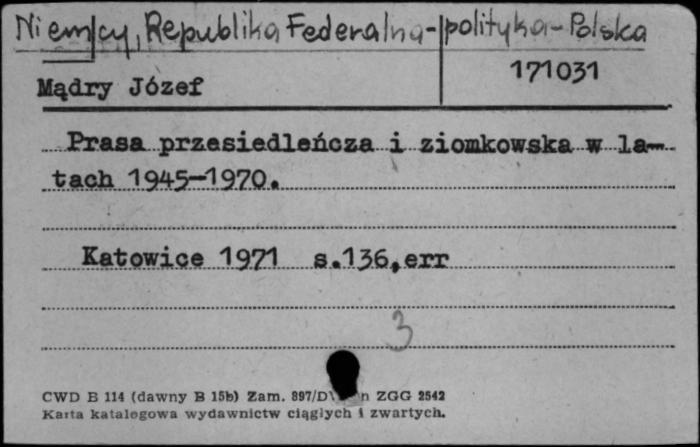 Niemcy, Republika Federalna - polityka - Polska
171031
Mądry Józef
Prasa przesiedleńcza i ziomkowska w la-
tach 1945-1970.
Katowice 1971 s.136,err
3
CWD B 114 (dawny B 15b) Zam. 897/D n ZGG 2542
Karta katalogowa wydawnictw ciągłych i zwartych.